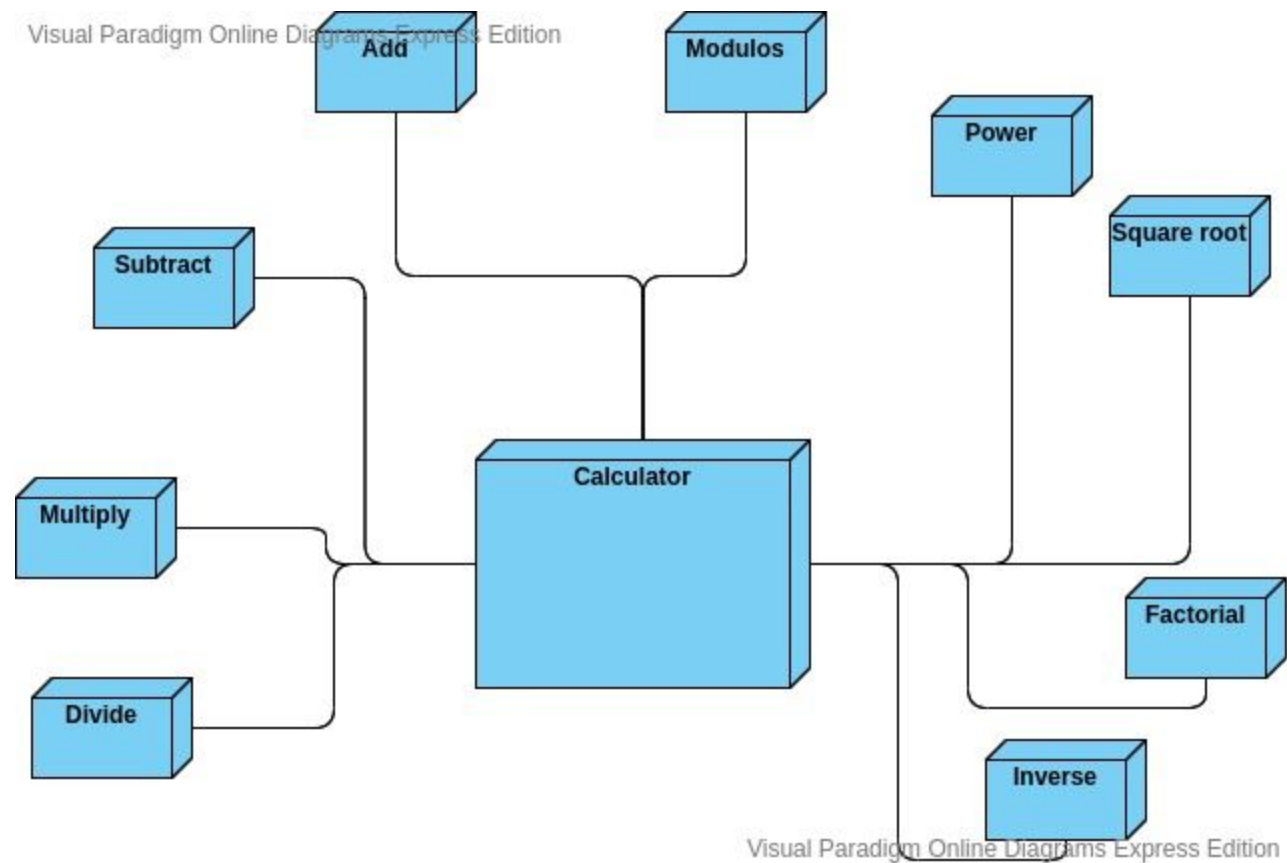 Visual Paradigm Online Diagrams Express Edition
Add
Modulos
Power
Square root
Subtract
Calculator
Multiply
Factorial
Divide
Inverse
Visual Paradigm Online Diagrams Express Edition